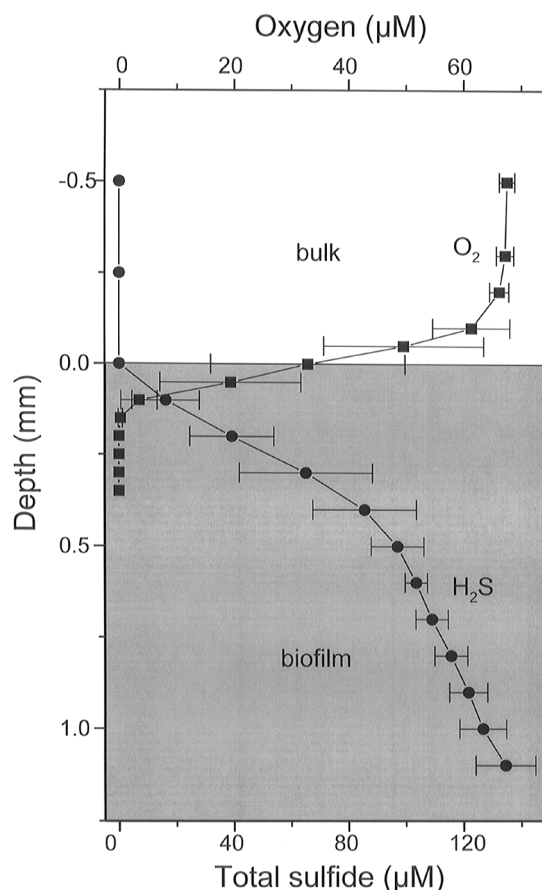 Oxygen (µM)
0 20 40 60
-0.5
O2
bulk
0.0
Depth (mm)
0.5
H2S
biofilm
1.0
0 40 80 120
Total sulfide (µM)